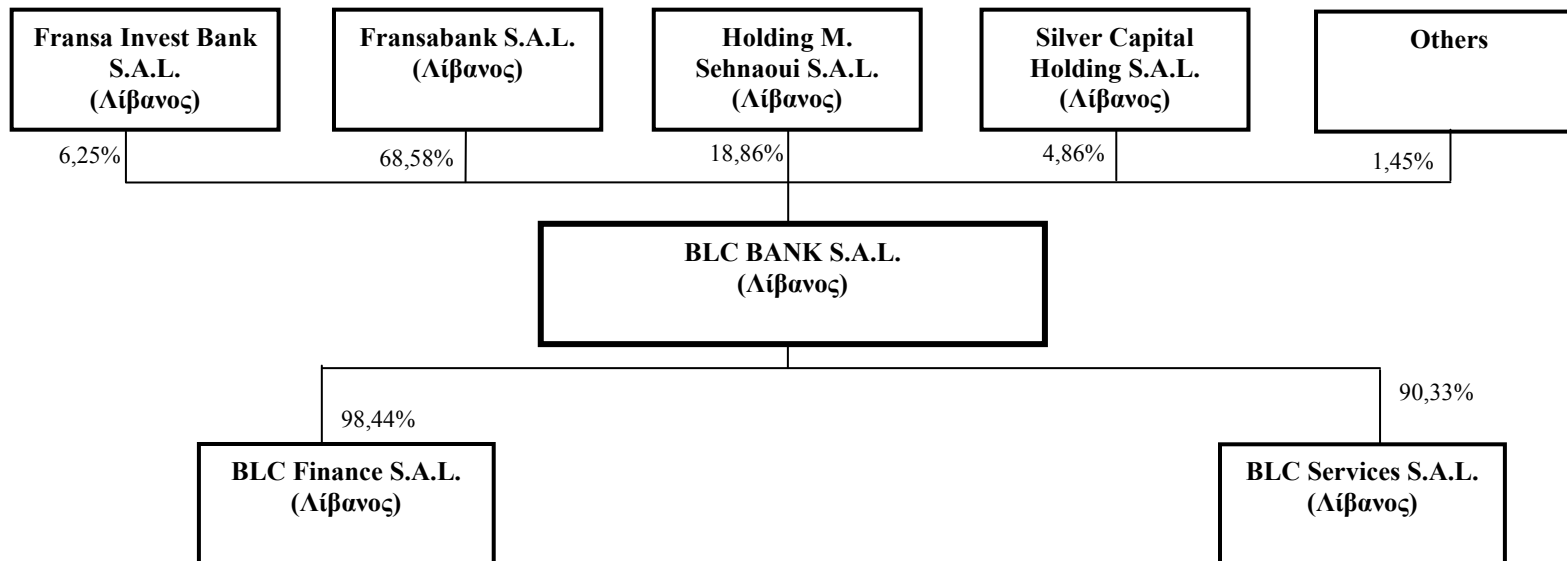 Fransa Invest Bank
S.A.L.
(Λίβανος)
Fransabank S.A.L.
(Λίβανος)
Holding M.
Sehnaoui S.A.L.
(Λίβανος)
Silver Capital
Holding S.A.L.
(Λίβανος)
Others
6,25%
68,58%
18,86%
4,86%
1,45%
BLC BANK S.A.L.
(Λίβανος)
98,44%
90,33%
BLC Finance S.A.L.
(Λίβανος)
BLC Services S.A.L.
(Λίβανος)